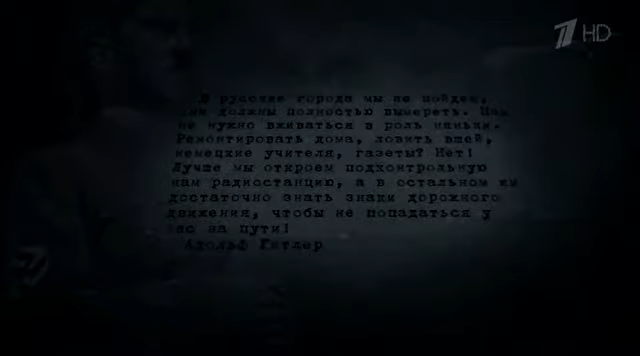 HD
В русские города мы не пойдем,
они должны полностью вымереть. Нам
не нужно вживаться в роль няньки.
Ремонтировать дома, ловить вшей,
немецкие учителя, газеты? Нет!
Лучше мы откроем подконтрольную
нам радиостанцию, а в остальном им
достаточно знать знаки дорожного
движения, чтобы не попадаться у
нас на пути!
Адольф Гитлер